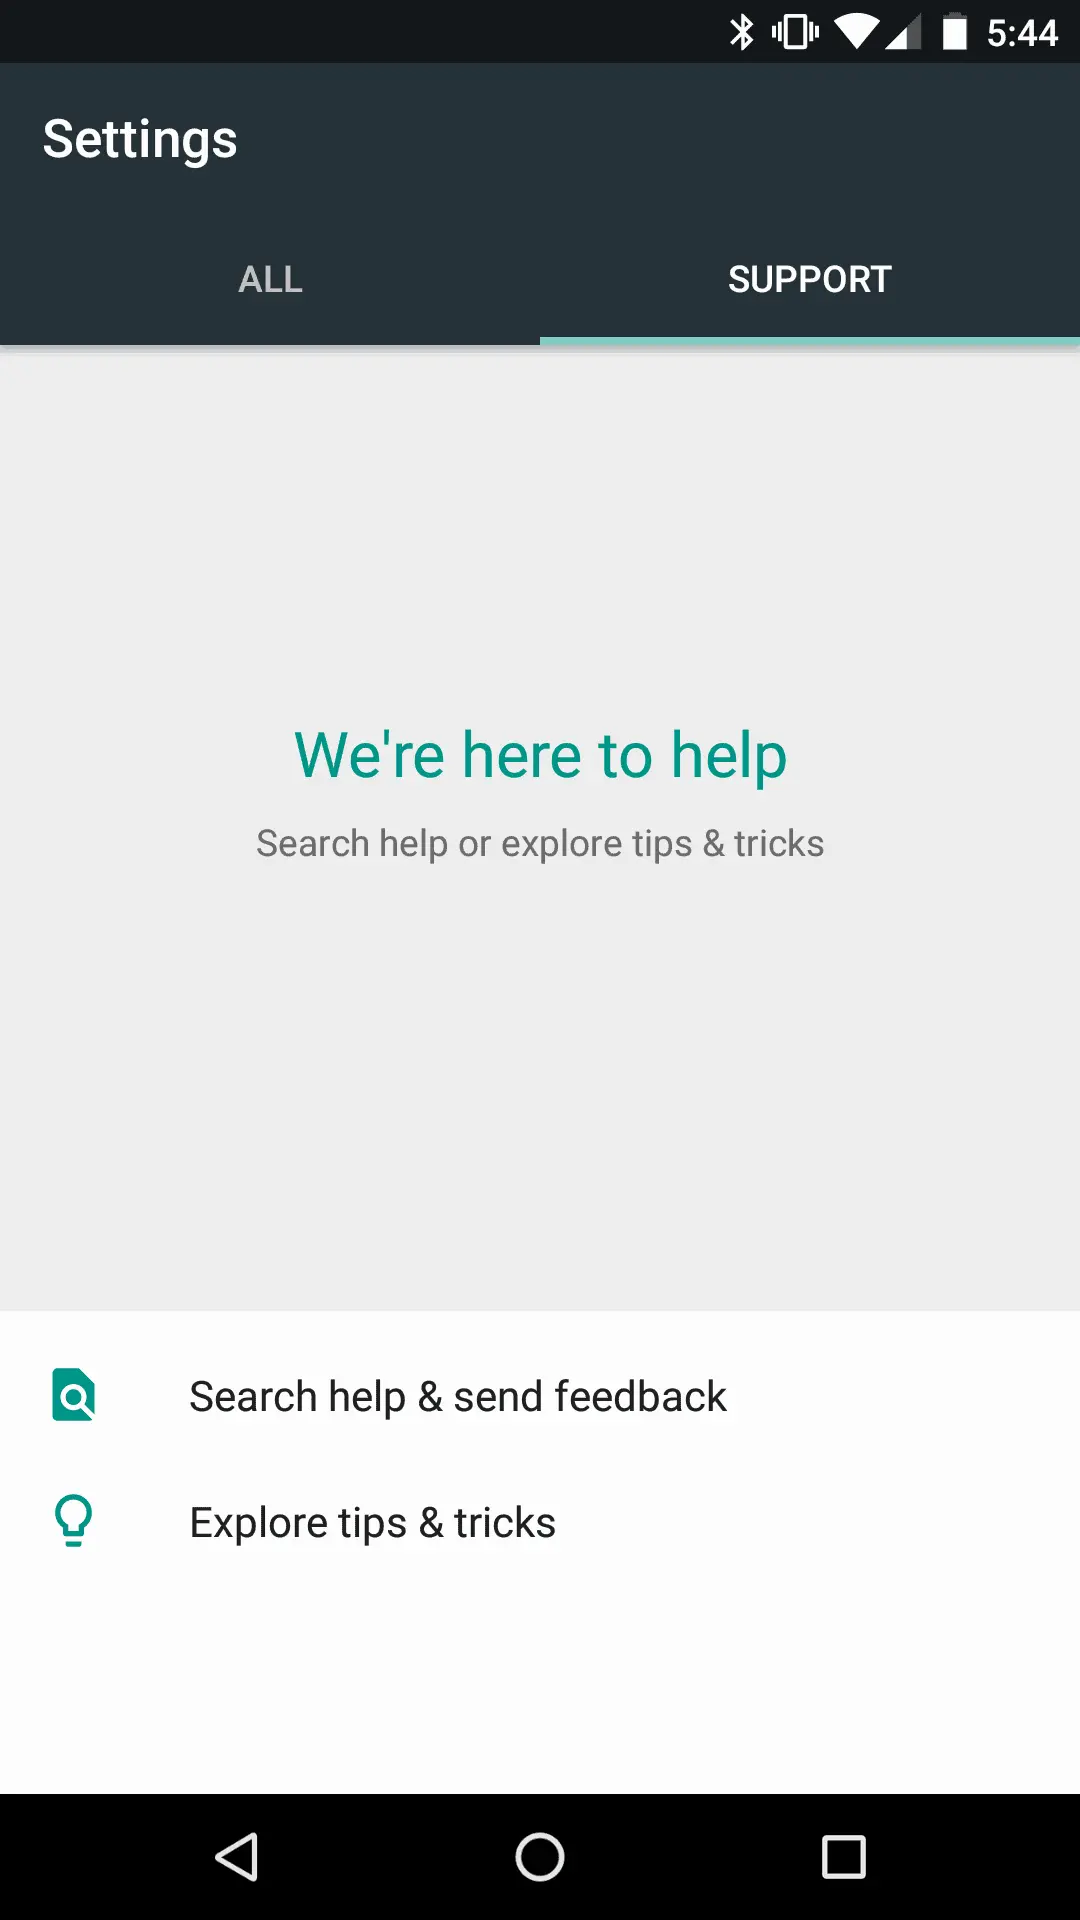 5:44
Settings
ALL
SUPPORT
We're here to help
Search help or explore tips & tricks
Search help & send feedback
Explore tips & tricks